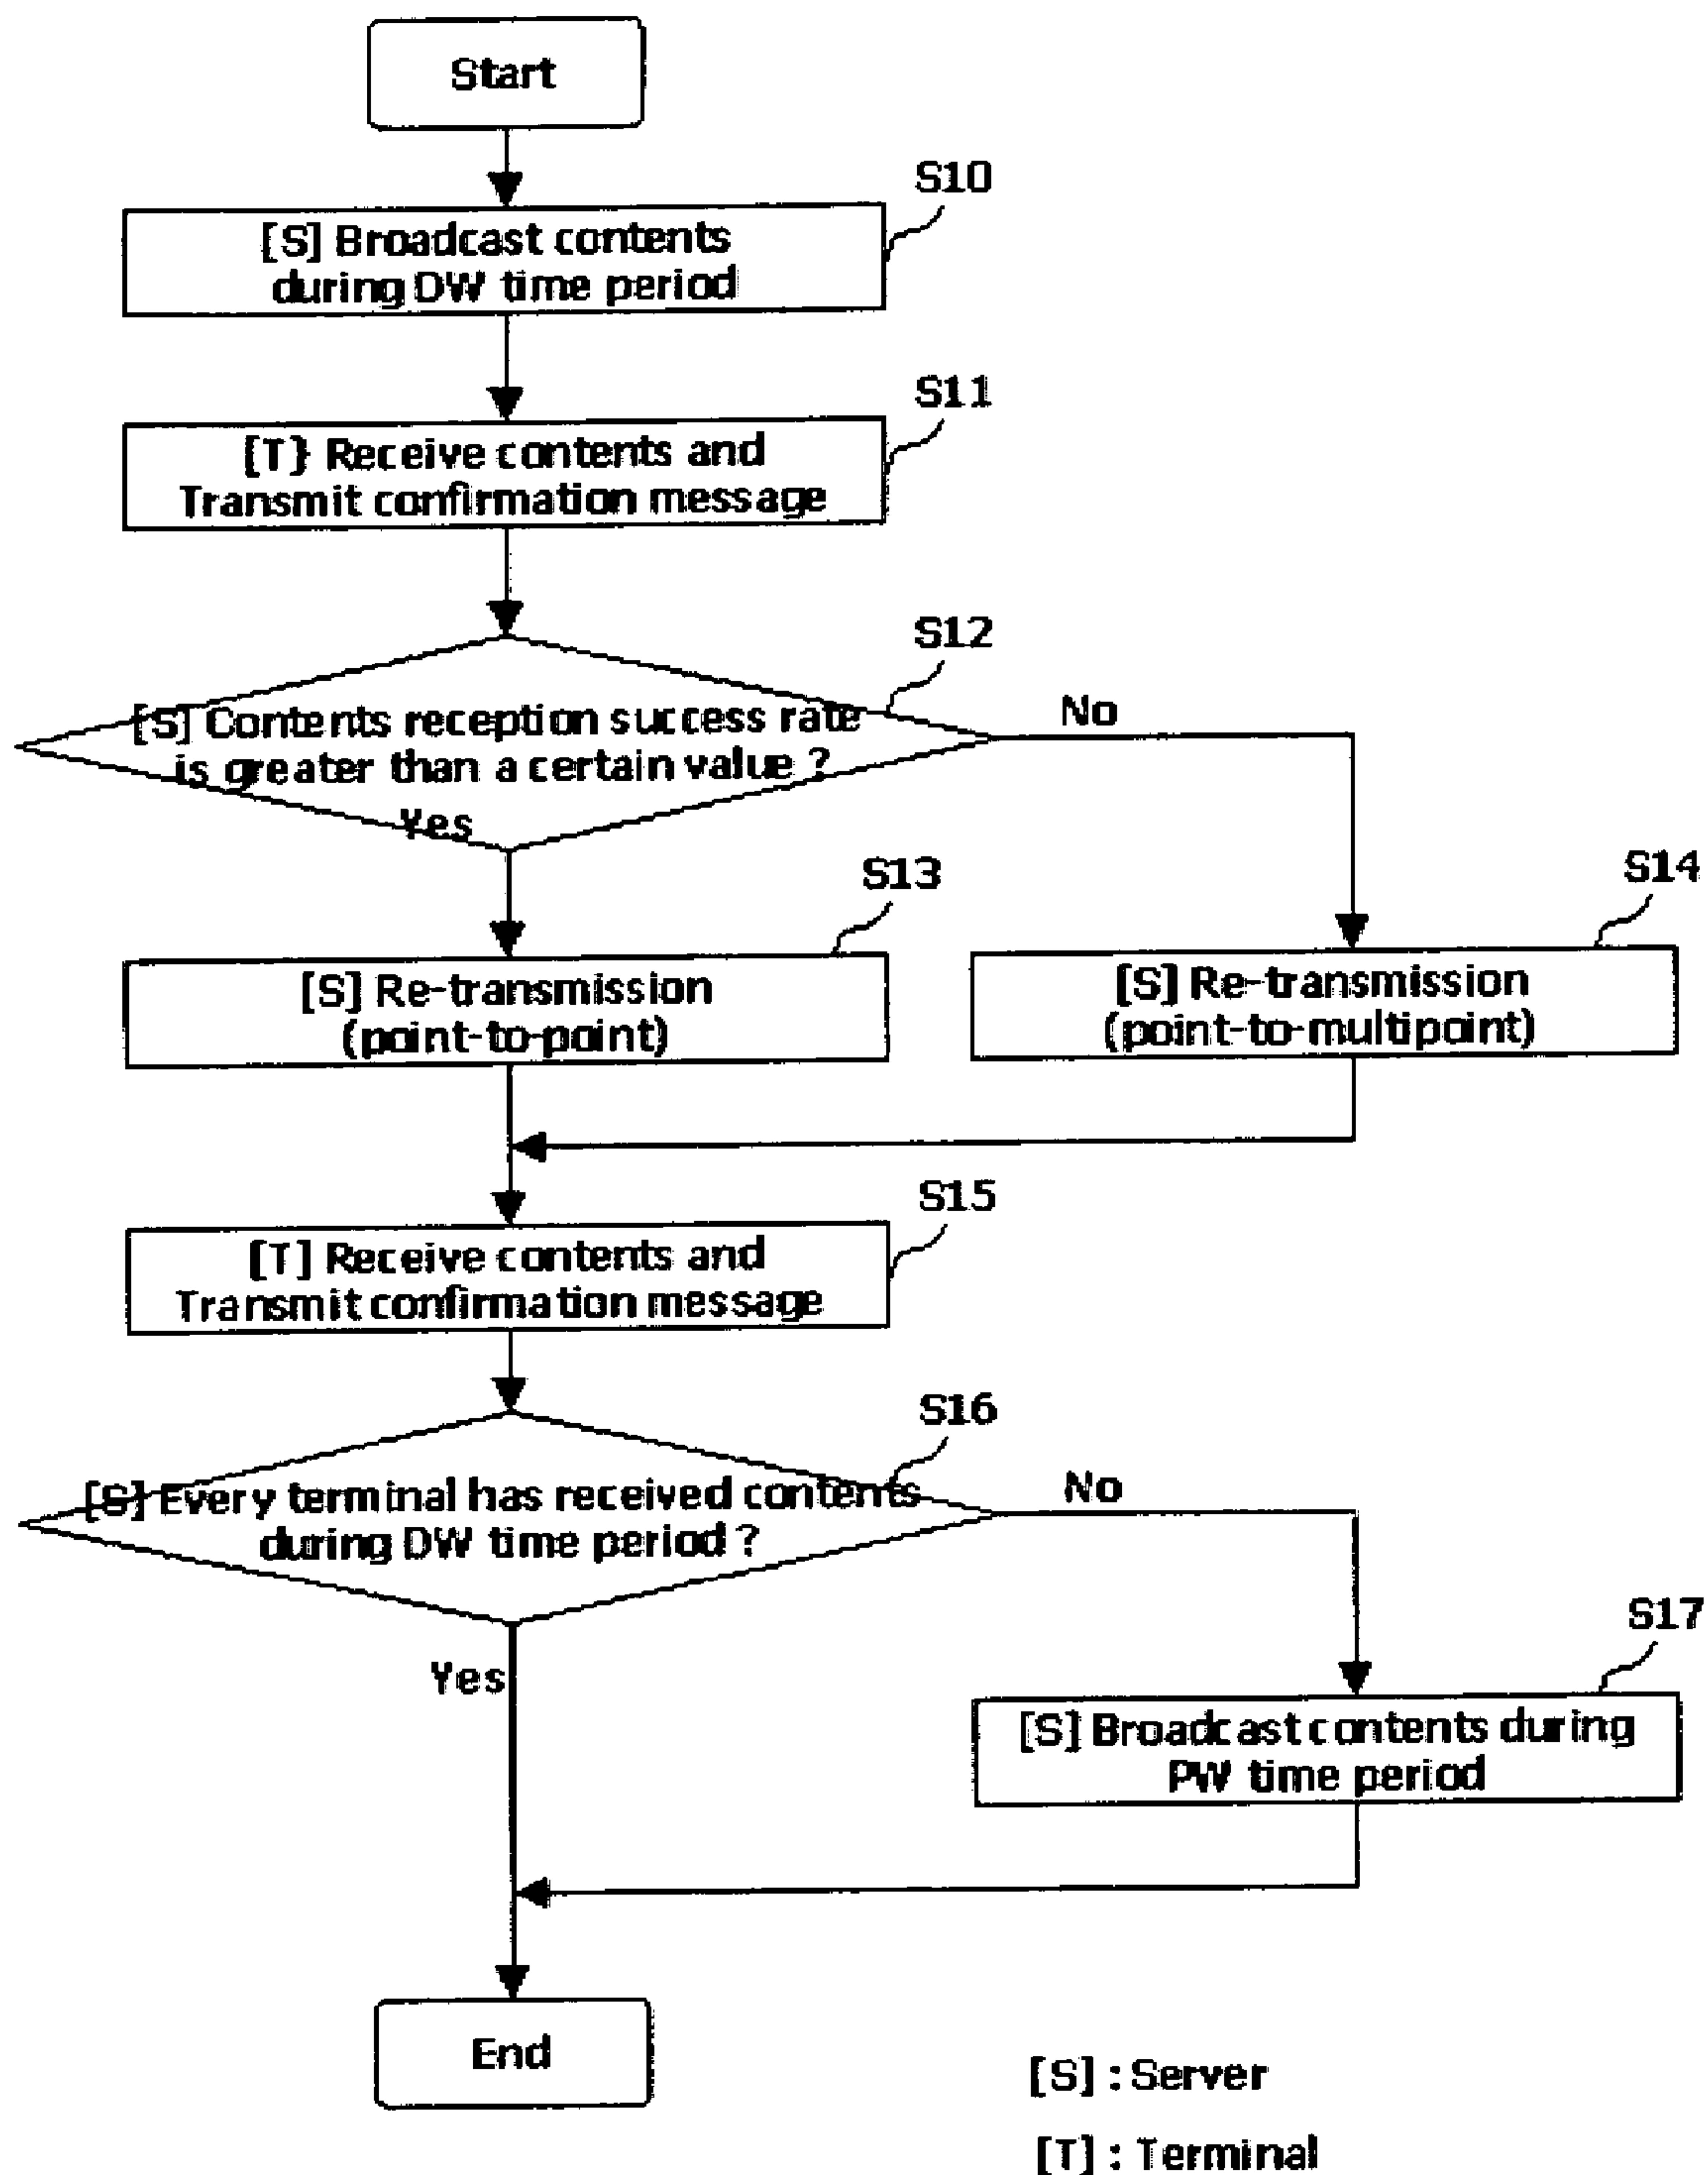 Start
S10
[S] Broadcast contents
during DW time period
S11
[T} Receive contents and
Transmit confirmation message
S12
[S] Contents reception success rate
is greater than a certain value ?
No
Yes
S13
[S] Re-transmission
(point-to-point)
S14
[S] Re-transmission
(point-to-multipoint)
S15
[T] Receive contents and
Transmit confirmation message
S16
[S] Every terminal has received contents
during DW time period ?
No
Yes
S17
[S] Broadcast contents during
PW time period
End
[S] : Server
[T] : Terminal